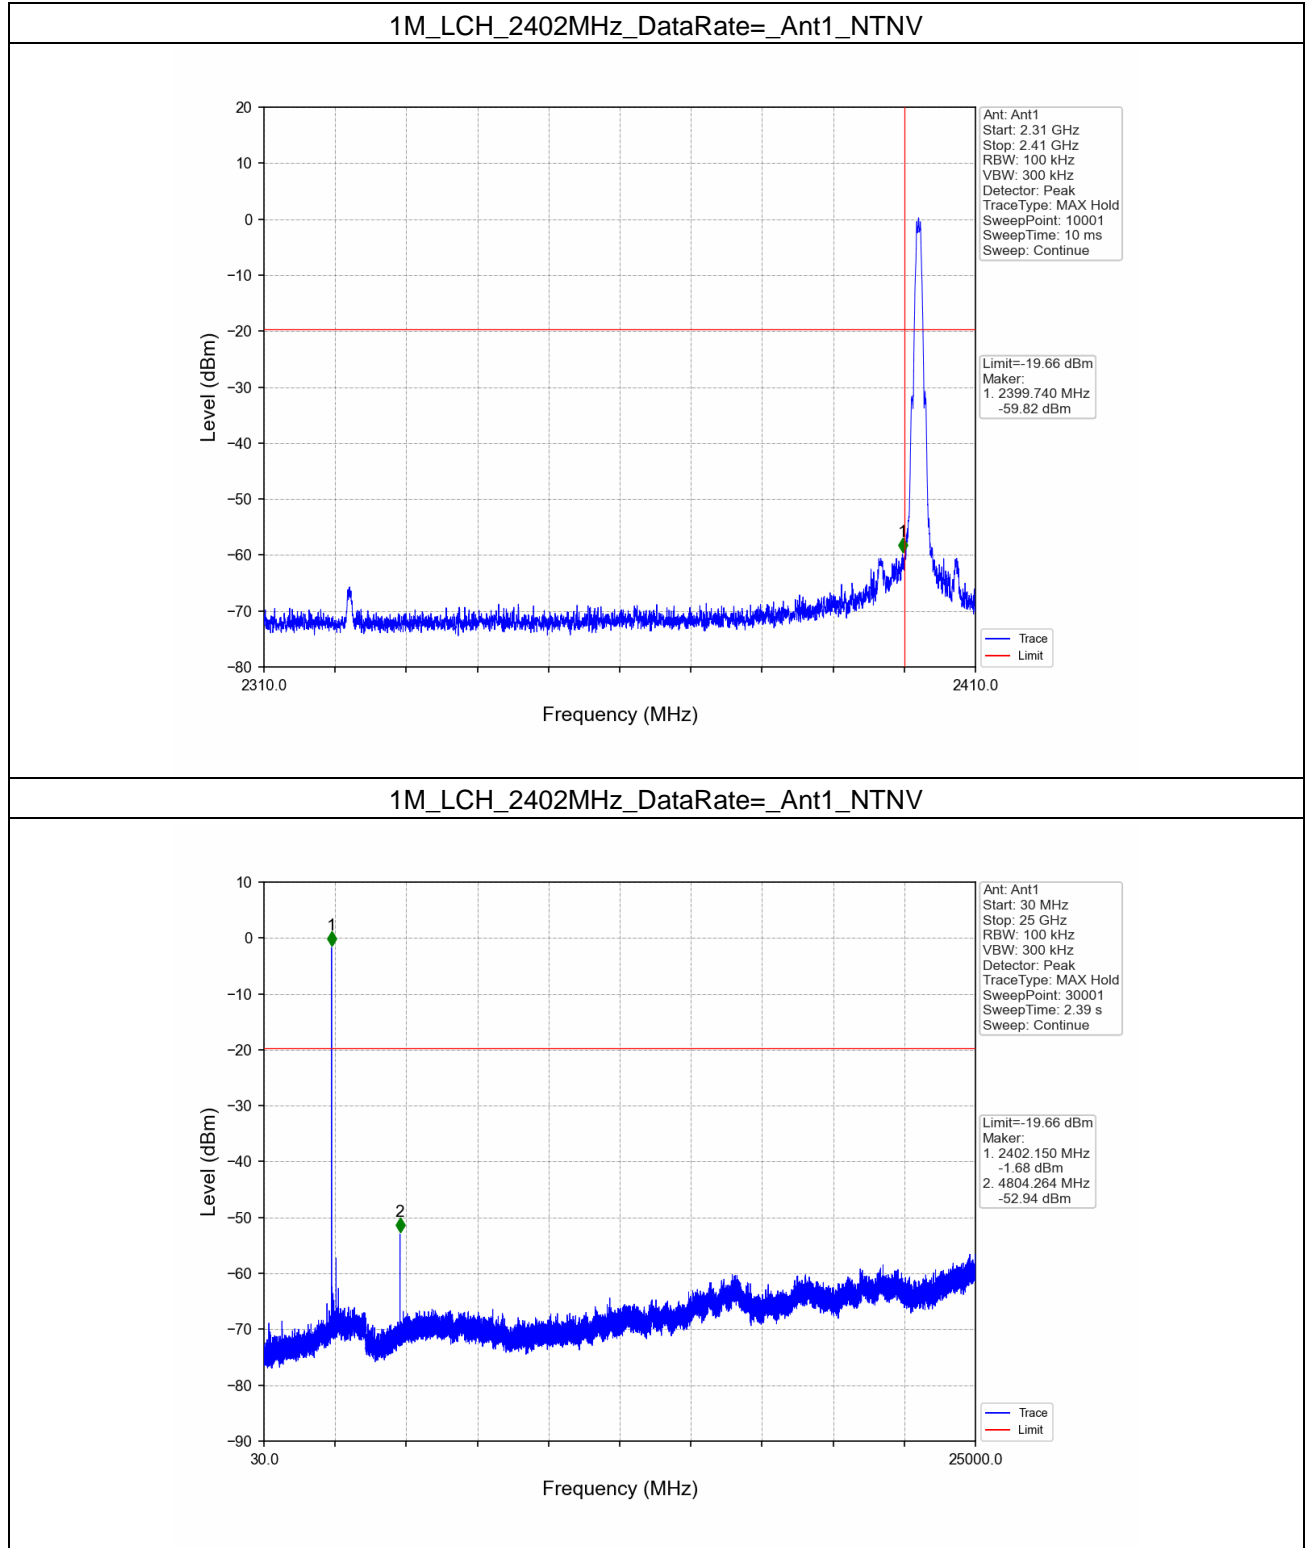 1M_LCH_2402MHz_DataRate=_Ant1_NTNV
20
10
0
−10
−20
−30
−40
−50
−60
−70
−80
Level (dBm)
1
2310.0
2410.0
Frequency (MHz)
Ant: Ant1
Start: 2.31 GHz
Stop: 2.41 GHz
RBW: 100 kHz
VBW: 300 kHz
Detector: Peak
TraceType: MAX Hold
SweepPoint: 10001
SweepTime: 10 ms
Sweep: Continue
Limit=-19.66 dBm
Maker:
1. 2399.740 MHz
-59.82 dBm
Trace
Limit
1M_LCH_2402MHz_DataRate=_Ant1_NTNV
10
0
−10
−20
−30
−40
−50
−60
−70
−80
−90
Level (dBm)
1
2
30.0
25000.0
Frequency (MHz)
Ant: Ant1
Start: 30 MHz
Stop: 25 GHz
RBW: 100 kHz
VBW: 300 kHz
Detector: Peak
TraceType: MAX Hold
SweepPoint: 30001
SweepTime: 2.39 s
Sweep: Continue
Limit=-19.66 dBm
Maker:
1. 2402.150 MHz
-1.68 dBm
2. 4804.264 MHz
-52.94 dBm
Trace
Limit